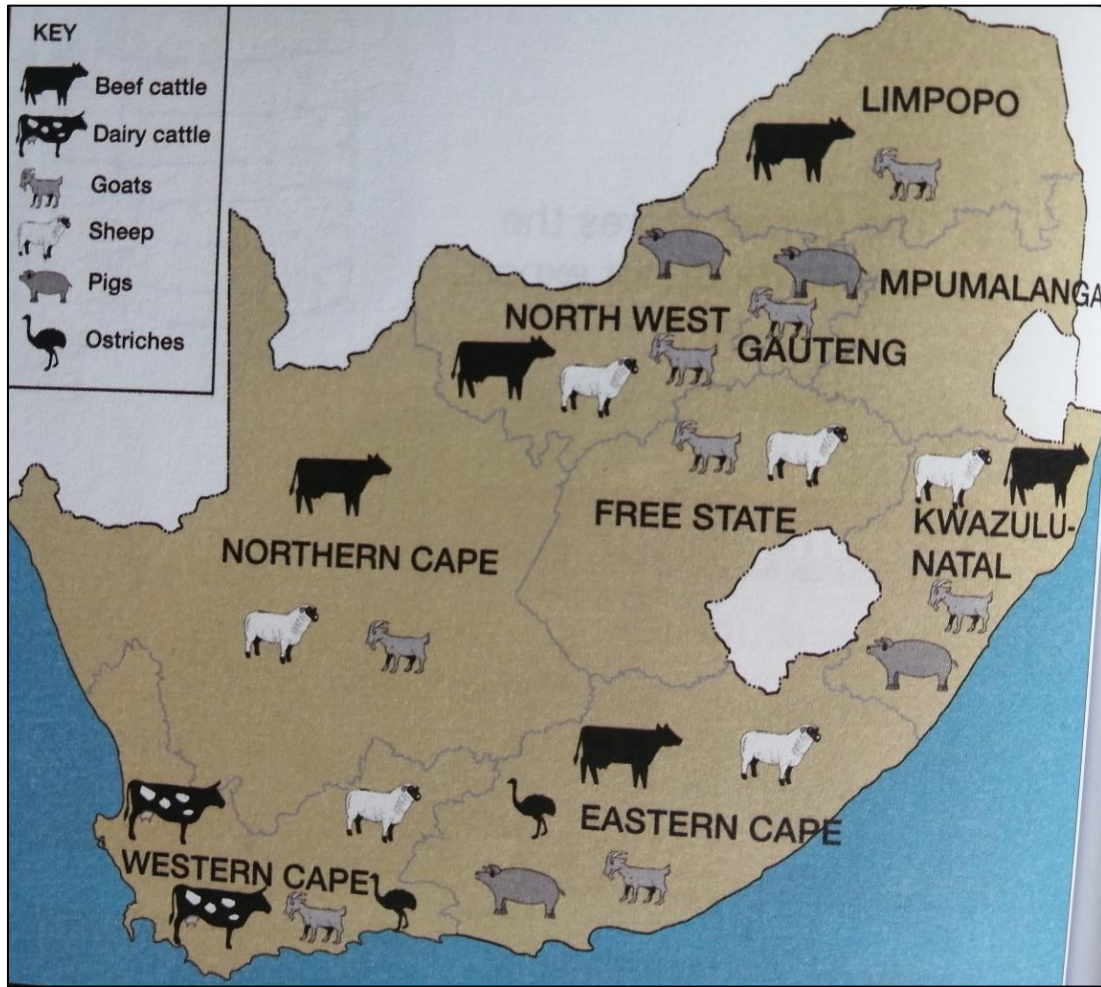 KEY
Beef cattle
Dairy cattle
Goats
Sheep
Pigs
Ostriches
LIMPOPO
MPUMALANGA
NORTH WEST
GAUTENG
FREE STATE
KWAZULU-
NATAL
NORTHERN CAPE
EASTERN CAPE
WESTERN CAPE